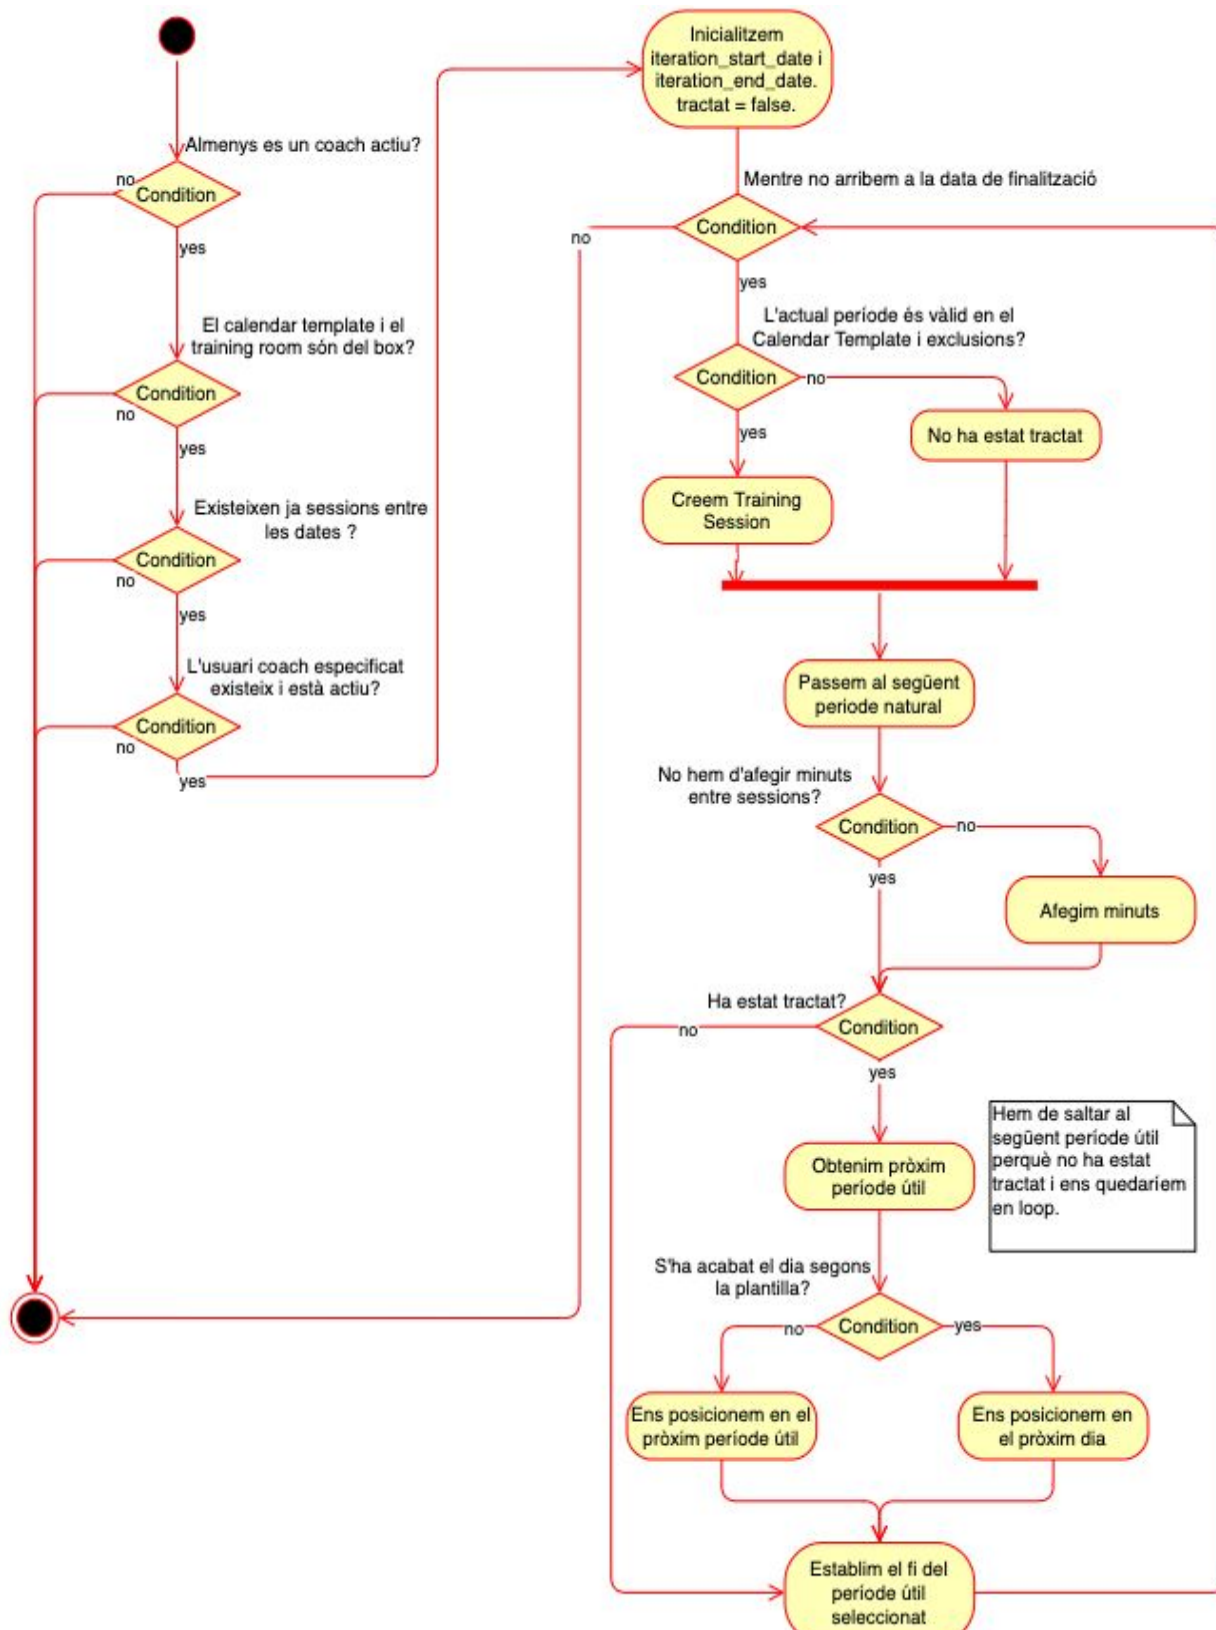 Almenys es un coach actiu?
no
Condition
yes
El calendar template i el
training room són del box?
Condition
no
yes
Existeixen ja sessions entre
les dates ?
Condition
no
yes
L'usuari coach especificat
existeix i està actiu?
Condition
no
yes
Inicialitzem
iteration_start_date i
iteration_end_date.
tractat = false.
Mentre no arribem a la data de finalització
Condition
no
yes
L'actual període és vàlid en el
Calendar Template i exclusions?
Condition
no
yes
No ha estat tractat
Creem Training
Session
Passem al següent
periode natural
No hem d'afegir minuts
entre sessions?
Condition
no
yes
Afegim minuts
Ha estat tractat?
Condition
no
yes
Hem de saltar al
següent període útil
perquè no ha estat
tractat i ens quedaríem
en loop.
Obtenim pròxim
període útil
S'ha acabat el dia segons
la plantilla?
Condition
no
yes
Ens posicionem en el
pròxim període útil
Ens posicionem en
el pròxim dia
Establim el fi del
període útil
seleccionat